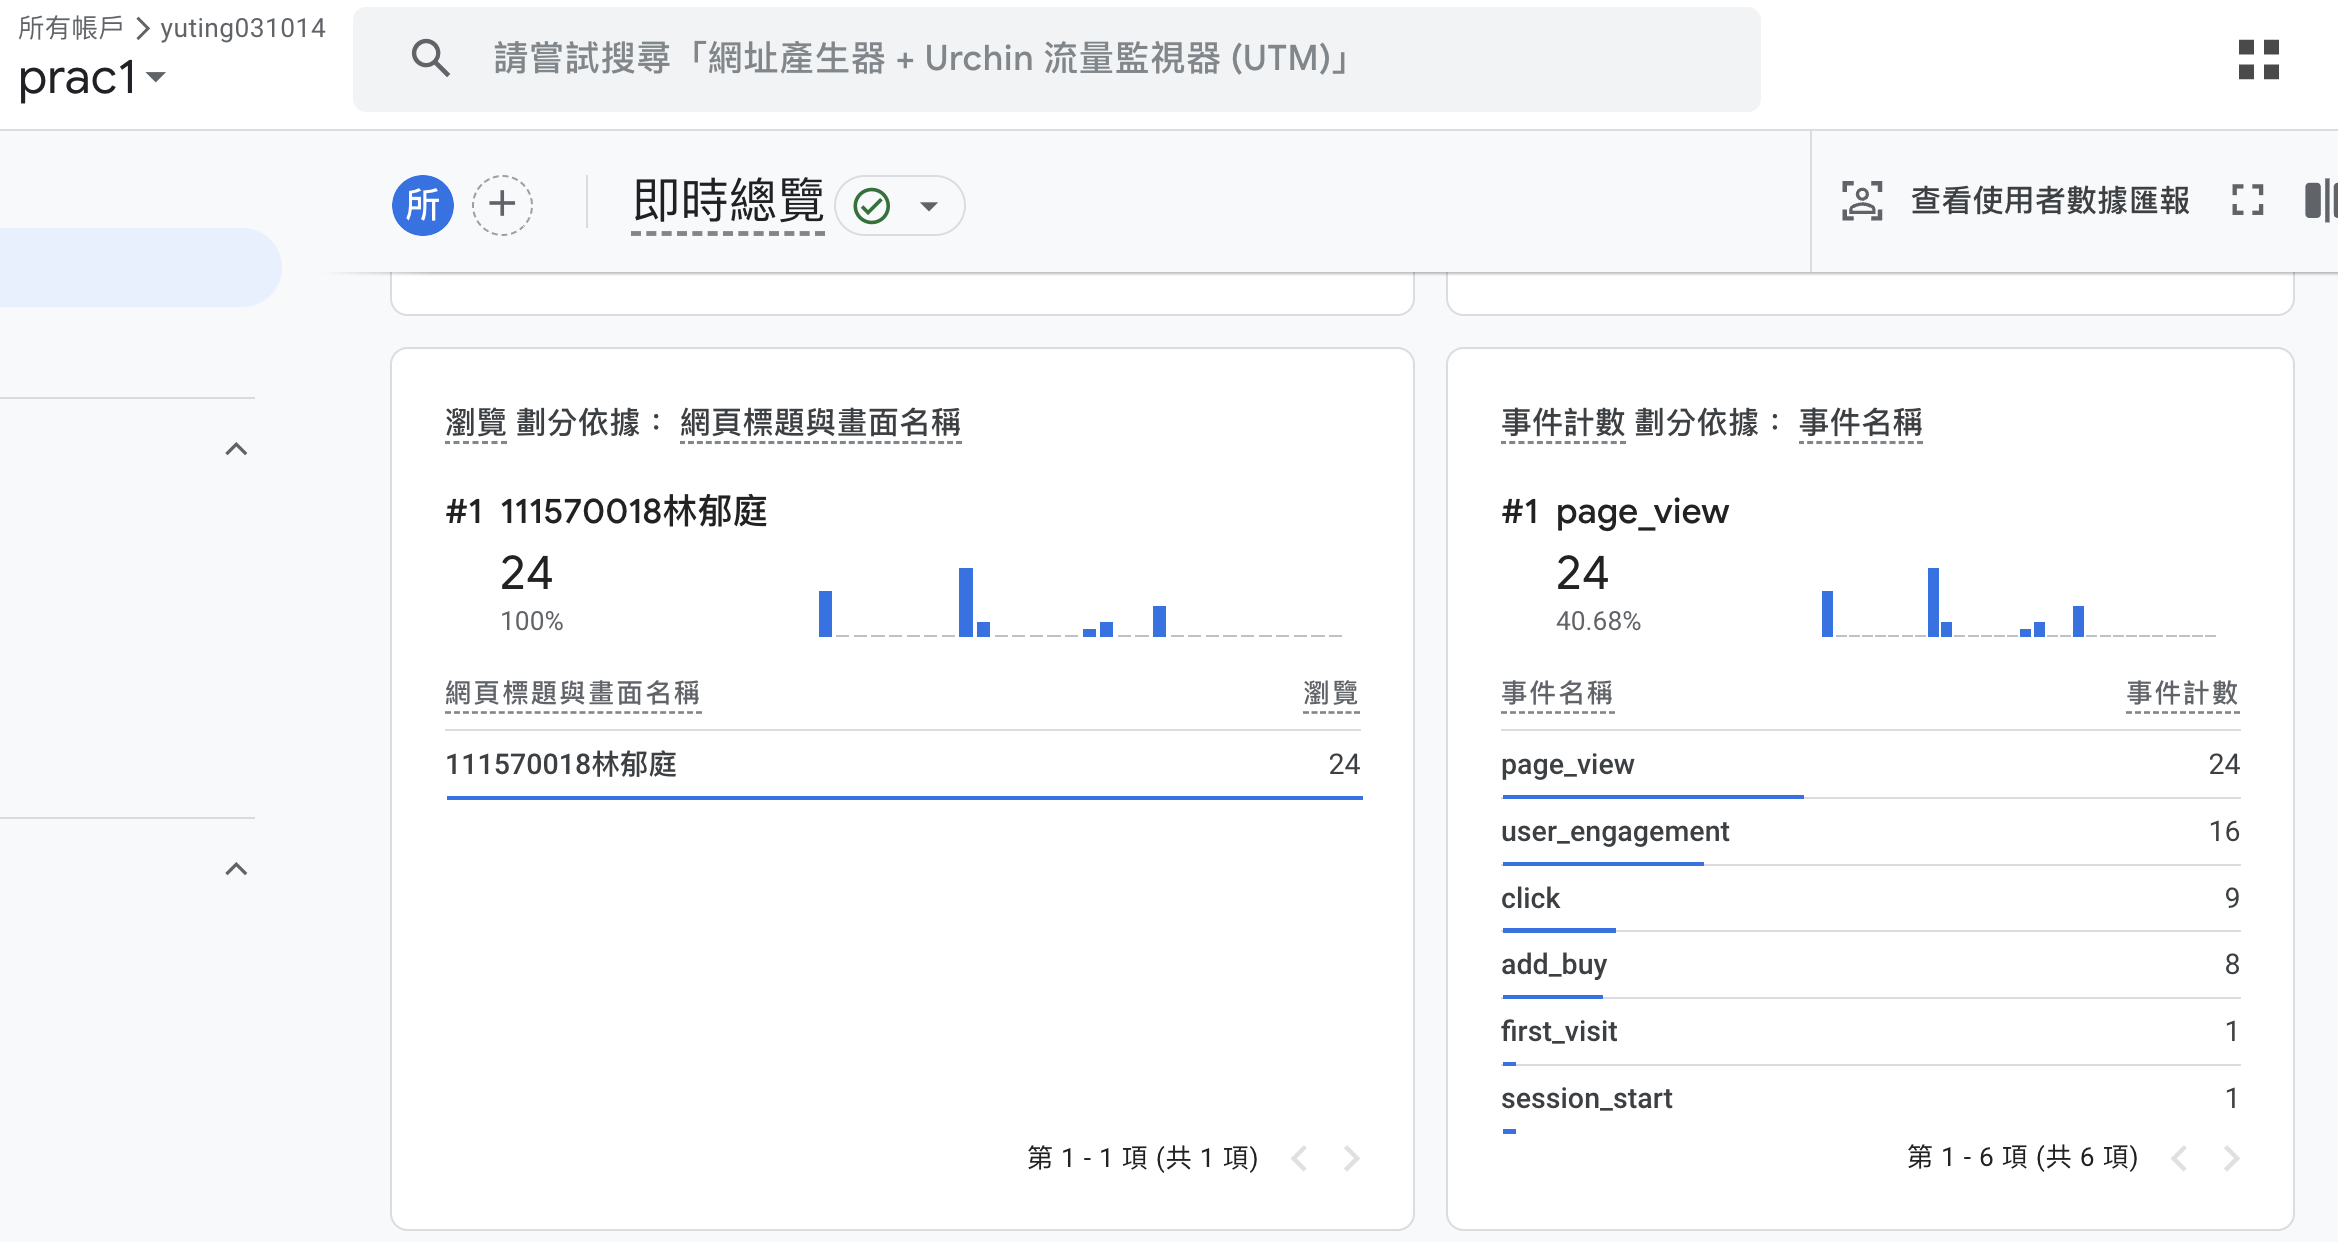 所有帳戶 > yuting031014
prac1
請嘗試搜尋「網址產生器 + Urchin 流量監視器 (UTM)」
所
即時總覽
查看使用者數據匯報
瀏覽 劃分依據： 網頁標題與畫面名稱
#1 111570018林郁庭
24
100%
網頁標題與畫面名稱 瀏覽
111570018林郁庭 24
第 1 - 1 項 (共 1 項)
事件計數 劃分依據： 事件名稱
#1 page_view
24
40.68%
事件名稱 事件計數
page_view 24
user_engagement 16
click 9
add_buy 8
first_visit 1
session_start 1
第 1 - 6 項 (共 6 項)